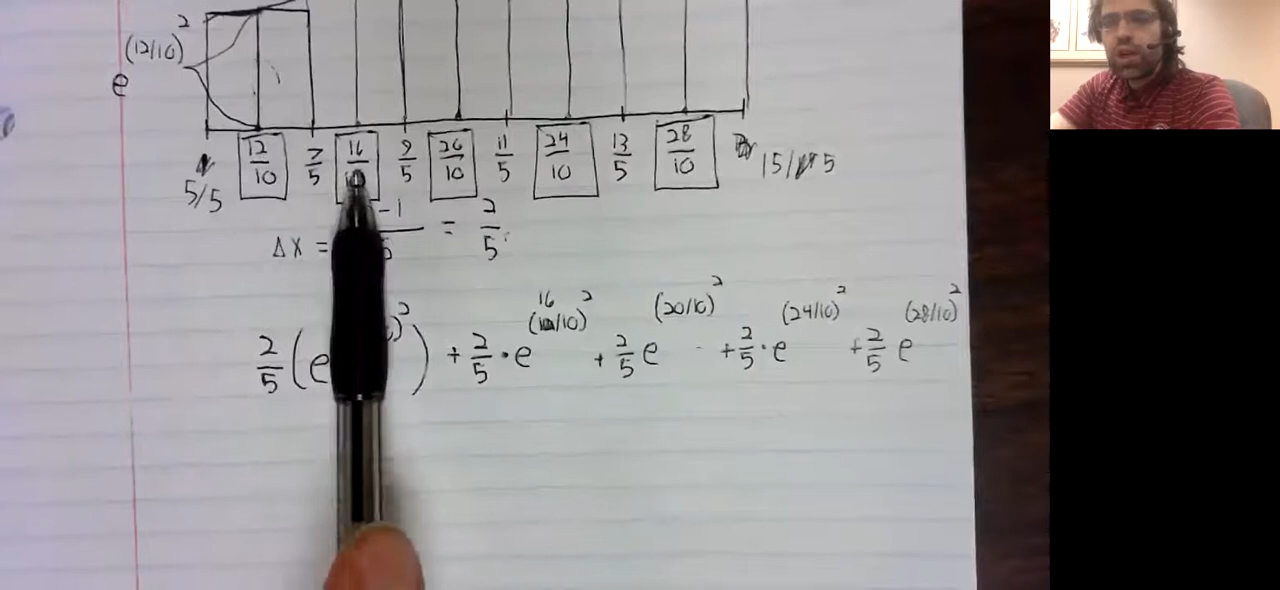 e^(12/10)^2
5/5 12/10 7/5 16/10 9/5 20/10 11/5 24/10 13/5 28/10 15/5
Δx = -1 = 2/5
2/5 (e ^2) + 2/5 · e^(16/10)^2 + 2/5 e^(20/10)^2 + 2/5 · e^(24/10)^2 + 2/5 e^(28/10)^2